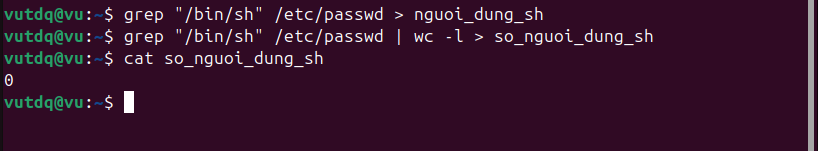 vutdq@vu:~$ grep "/bin/sh" /etc/passwd > nguoi_dung_sh
vutdq@vu:~$ grep "/bin/sh" /etc/passwd | wc -l > so_nguoi_dung_sh
vutdq@vu:~$ cat so_nguoi_dung_sh
0
vutdq@vu:~$